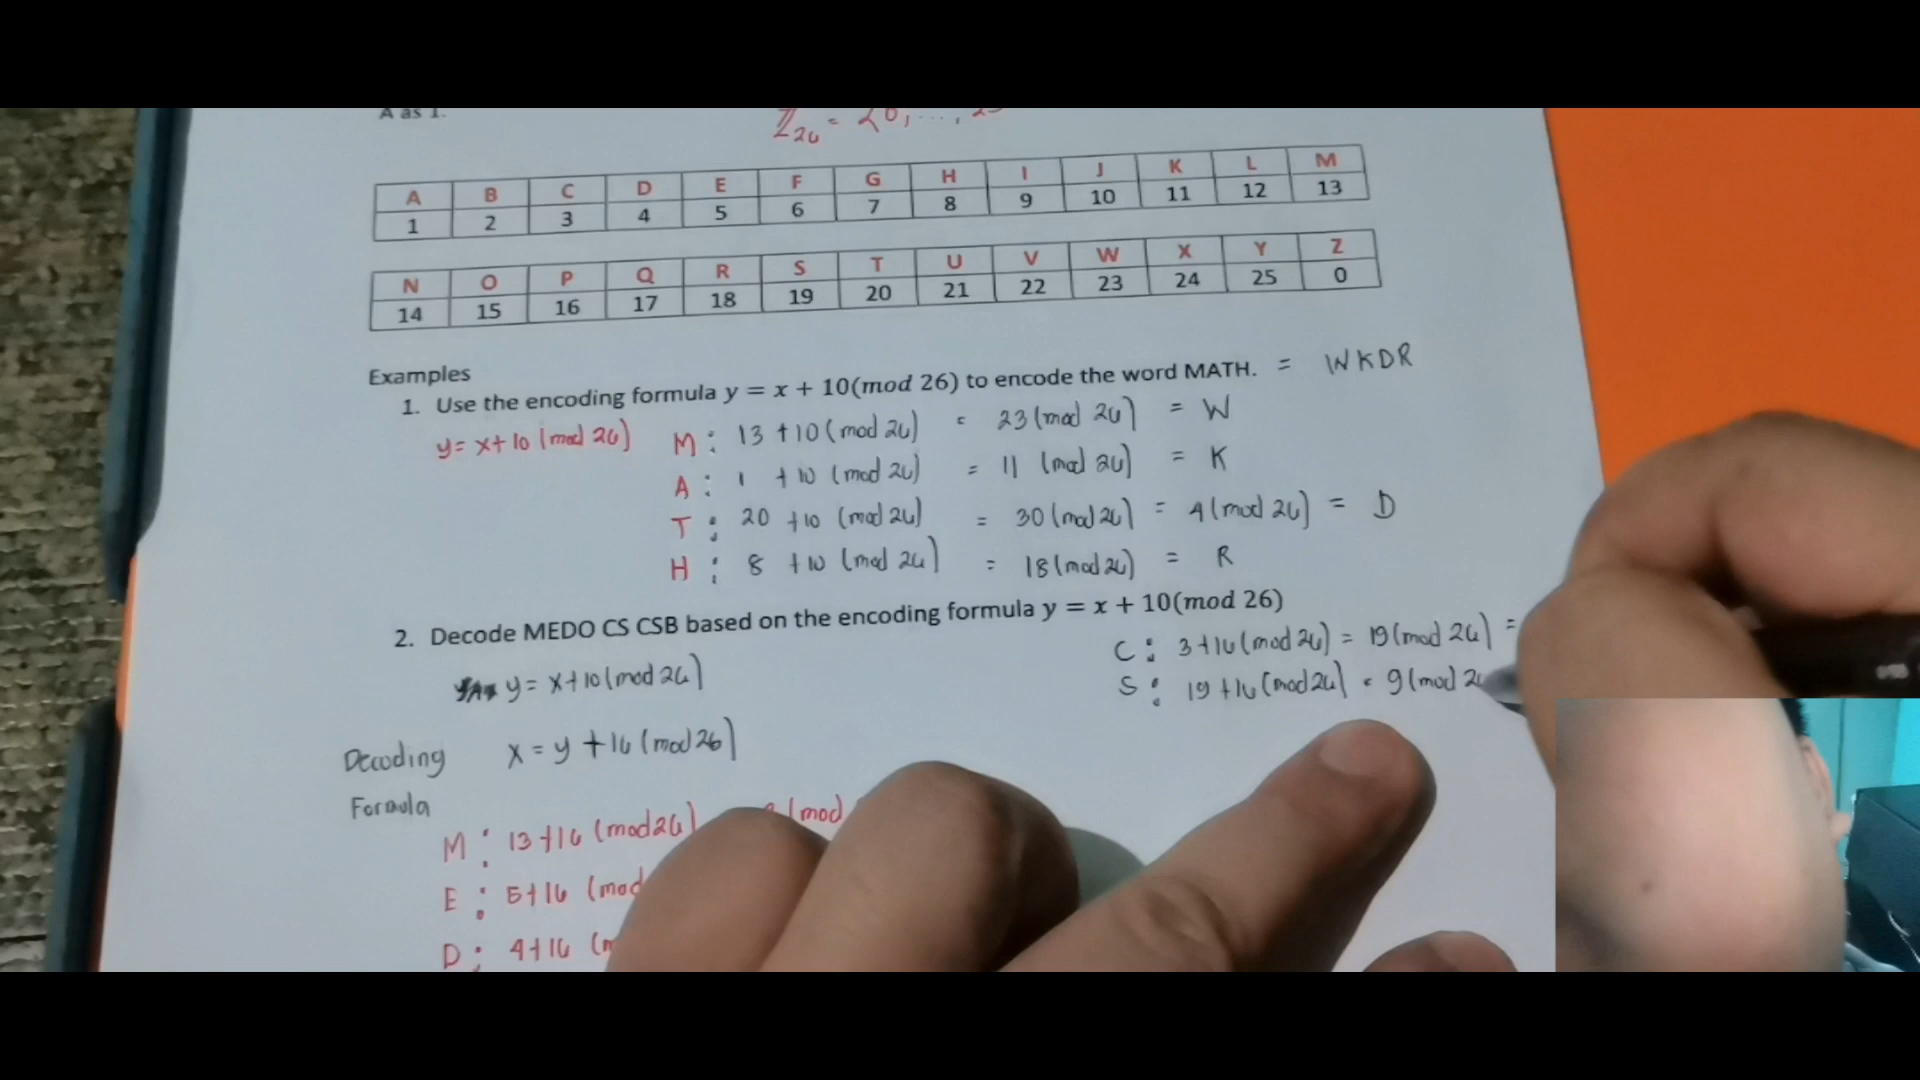 A as 1.
Z26 = {0, ..., 25
A B C D E F G H I J K L M
1 2 3 4 5 6 7 8 9 10 11 12 13
N O P Q R S T U V W X Y Z
14 15 16 17 18 19 20 21 22 23 24 25 0
Examples
1. Use the encoding formula y = x + 10(mod 26) to encode the word MATH. = WKDR
y = x+10 (mod 26)
M : 13 +10 (mod 26) = 23 (mod 26) = W
A : 1 +10 (mod 26) = 11 (mod 26) = K
T : 20 +10 (mod 26) = 30 (mod 26) = 4 (mod 26) = D
H : 8 +10 (mod 26) = 18 (mod 26) = R
2. Decode MEDO CS CSB based on the encoding formula y = x + 10(mod 26)
y = x+10 (mod 26)
Decoding
Formula
x = y +16 (mod 26)
M : 13+16 (mod 26) (mod
E : 5+16 (mod
D : 4+16 (m
C : 3+16 (mod 26) = 19 (mod 26) =
S : 19 +16 (mod 26) = 9 (mod 26